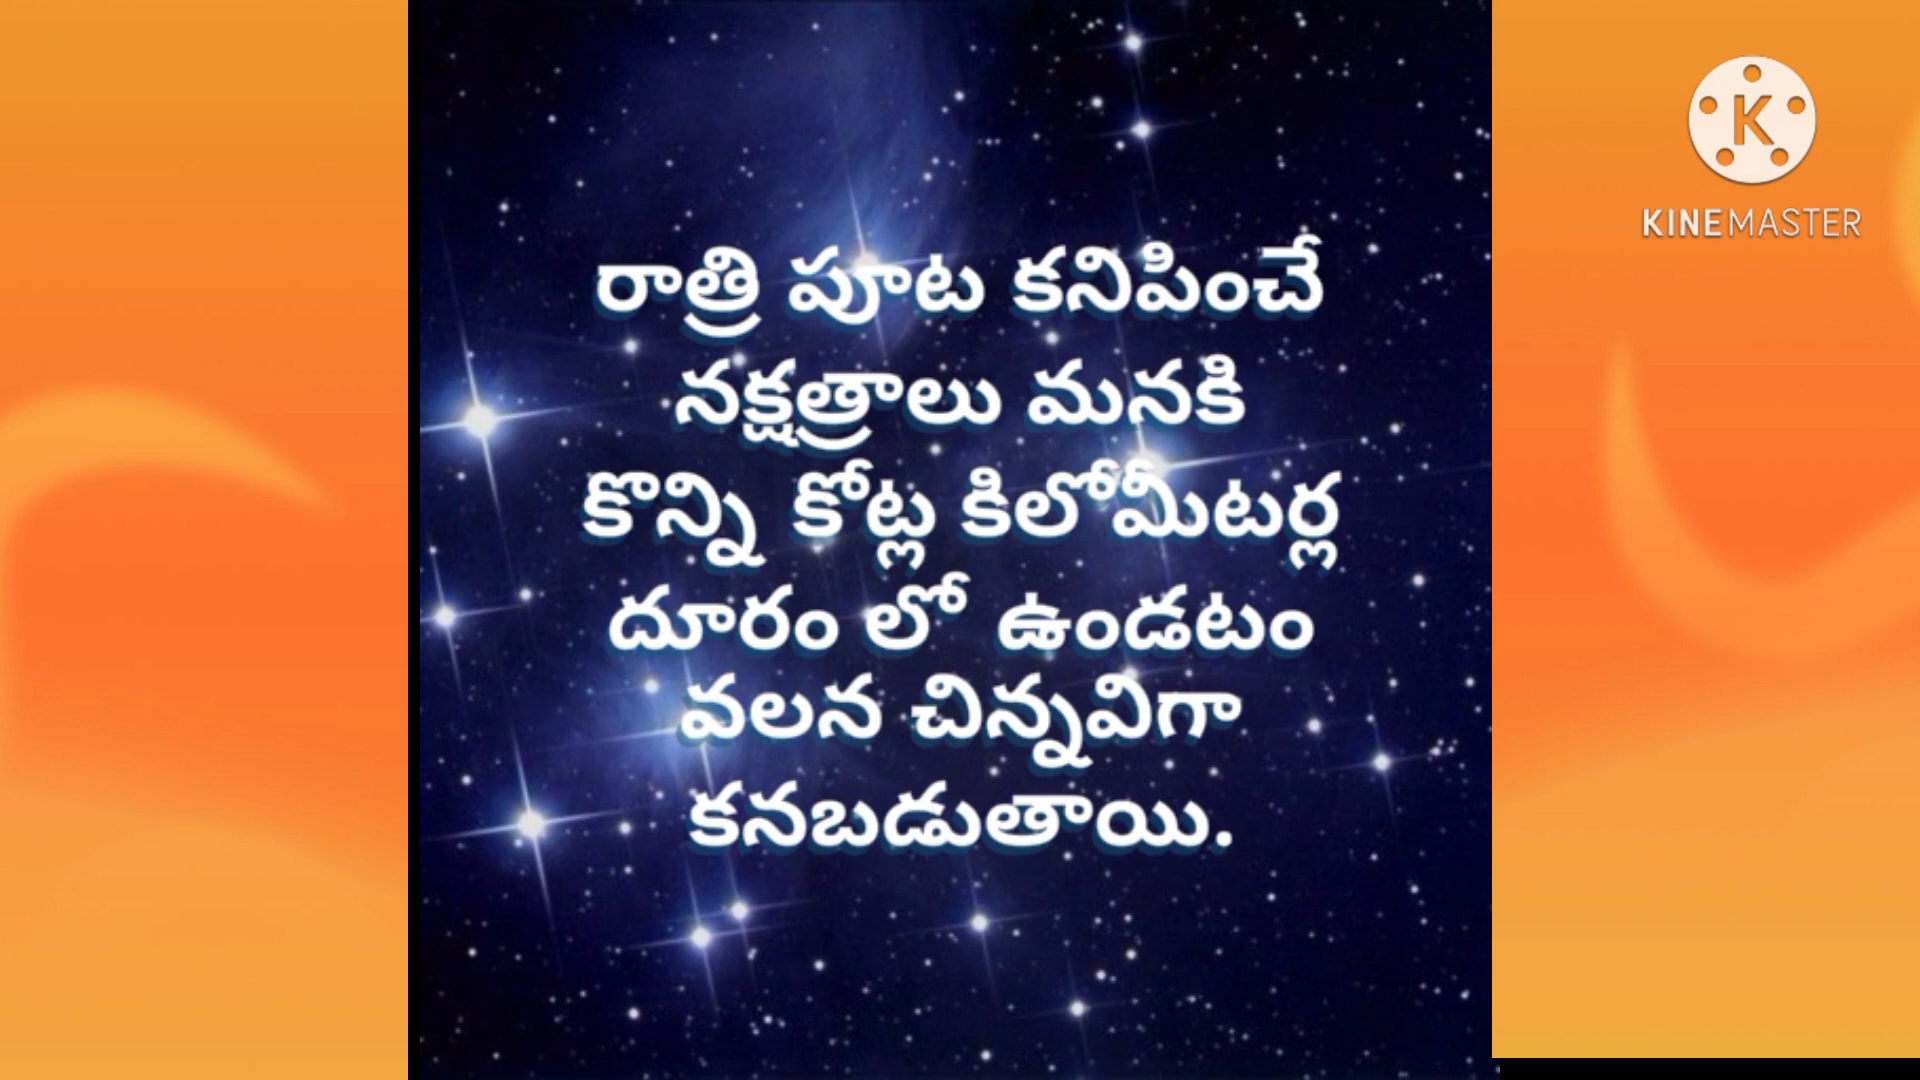 రాత్రి పూట కనిపించే
నక్షత్రాలు మనకి
కొన్ని కోట్ల కిలోమీటర్ల
దూరం లో ఉండటం
వలన చిన్నవిగా
కనబడుతాయి.
K
KINEMASTER